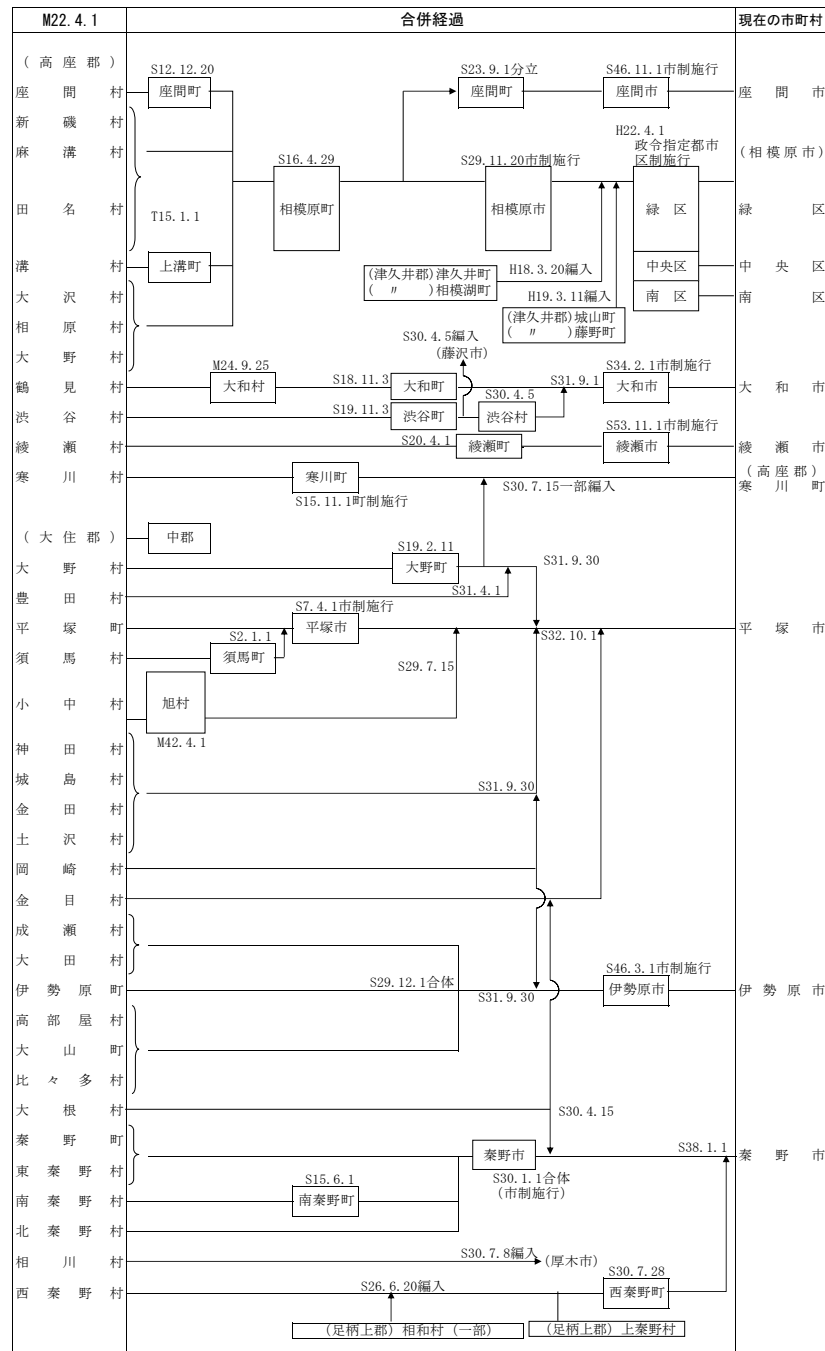 M22.4.1 合併経過 現在の市町村
(高座郡)
S12.12.20 S23.9.1分立 S46.11.1市制施行
座間村 座間町 座間町 座間市 座間市
新磯村
H22.4.1
政令指定都市
区制施行
麻溝村 (相模原市)
S16.4.29 S29.11.20市制施行
田名村 相模原町 相模原市 緑区 緑区
T15.1.1
溝村 上溝町 中央区 中央区
(津久井郡)津久井町 H18.3.20編入
(〃)相模湖町
大沢村 南区 南区
H19.3.11編入
相原村 (津久井郡)城山町
(〃)藤野町
S30.4.5編入
(藤沢市)
大野村
M24.9.25 S34.2.1市制施行
鶴見村 大和村 S18.11.3 大和町 S31.9.1 大和市 大和市
S30.4.5
渋谷村 S19.11.3 渋谷町 渋谷村
S53.11.1市制施行
綾瀬村 S20.4.1 綾瀬町 綾瀬市 綾瀬市
(高座郡)
寒川村 寒川町 S30.7.15一部編入 寒川町
S15.11.1町制施行
(大住郡) 中郡
S19.2.11
大野村 大野町 S31.9.30
豊田村 S31.4.1
S7.4.1市制施行
平塚町 平塚市 S32.10.1 平塚市
S2.1.1
須馬村 須馬町 S29.7.15
小中村 旭村
M42.4.1
神田村
城島村
S31.9.30
金田村
土沢村
岡崎村
金目村
成瀬村
大田村
S46.3.1市制施行
伊勢原町 S29.12.1合体 S31.9.30 伊勢原市 伊勢原市
高部屋村
大山町
比々多村
大根村 S30.4.15
秦野町
秦野市 S38.1.1 秦野市
東秦野村 S30.1.1合体
(市制施行)
S15.6.1
南秦野村 南秦野町
北秦野村
相川村 S30.7.8編入 (厚木市)
S30.7.28
西秦野村 S26.6.20編入 西秦野町
(足柄上郡)相和村(一部) (足柄上郡)上秦野村